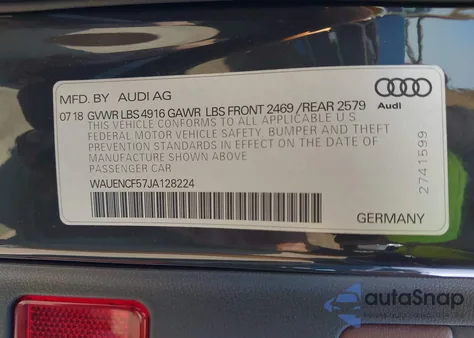 MFD. BY AUDI AG
07 18 GVWR LBS 4916 GAWR LBS FRONT 2469 /REAR 2579
THIS VEHICLE CONFORMS TO ALL APPLICABLE U.S
FEDERAL MOTOR VEHICLE SAFETY, BUMPER AND THEFT
PREVENTION STANDARDS IN EFFECT ON THE DATE OF
MANUFACTURE SHOWN ABOVE.
PASSENGER CAR
WAUENCF57JA128224
Audi
2741599
GERMANY
autoSnap